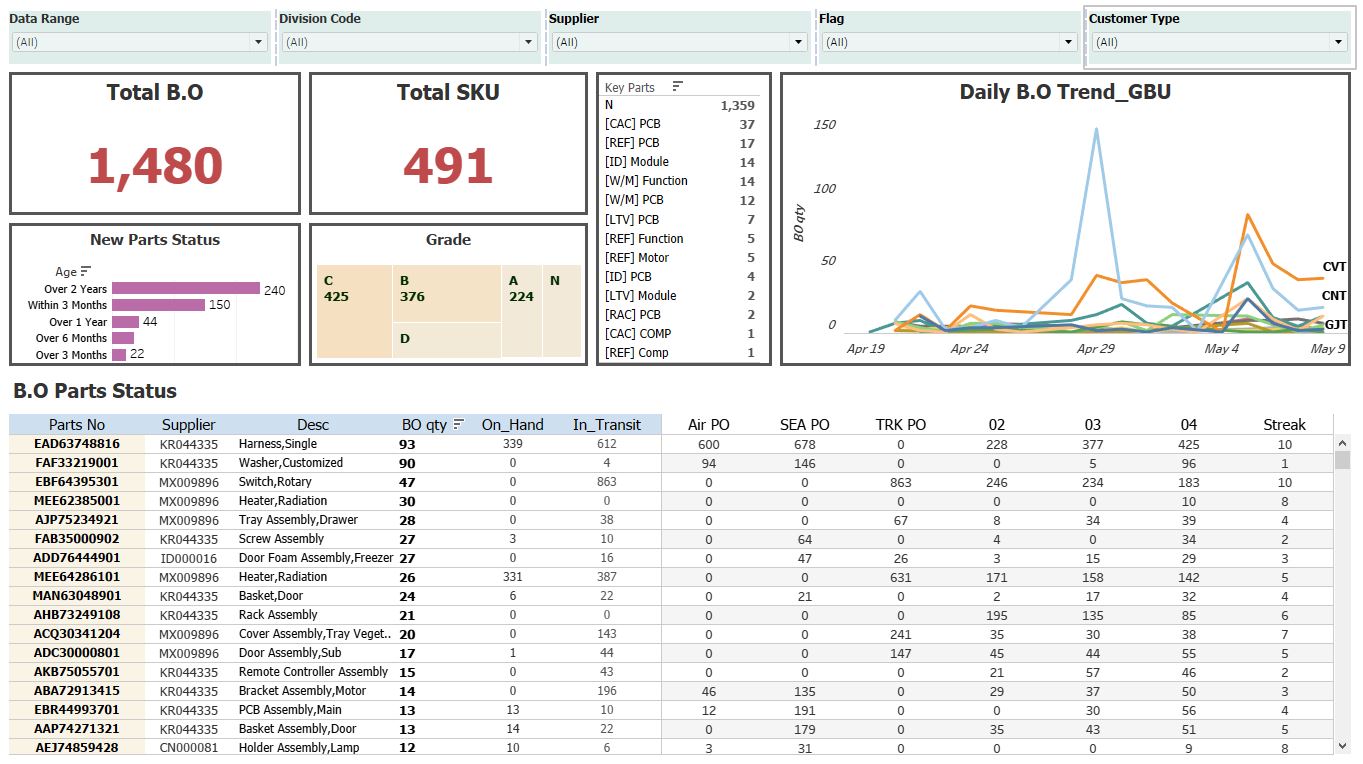 Data Range Division Code Supplier Flag Customer Type
(All) (All) (All) (All) (All)
Total B.O
1,480
Total SKU
491
Key Parts
N 1,359
[CAC] PCB 37
[REF] PCB 17
[ID] Module 14
[W/M] Function 14
[W/M] PCB 12
[LTV] PCB 7
[REF] Function 5
[REF] Motor 5
[ID] PCB 4
[LTV] Module 2
[RAC] PCB 2
[CAC] COMP 1
[REF] Comp 1
Daily B.O Trend_GBU
150
100
50
0
BO qty
CVT
CNT
GJT
Apr 19 Apr 24 Apr 29 May 4 May 9
New Parts Status
Age
Over 2 Years 240
Within 3 Months 150
Over 1 Year 44
Over 6 Months
Over 3 Months 22
Grade
C
425
B
376
A
224
N
D
B.O Parts Status
Parts No Supplier Desc BO qty On_Hand In_Transit Air PO SEA PO TRK PO 02 03 04 Streak
EAD63748816 KR044335 Harness,Single 93 339 612 600 678 0 228 377 425 10
FAF33219001 KR044335 Washer,Customized 90 0 4 94 146 0 0 5 96 1
EBF64395301 MX009896 Switch,Rotary 47 0 863 0 0 863 246 234 183 10
MEE62385001 KR044335 Heater,Radiation 30 0 0 0 0 0 0 0 10 8
AJP75234921 MX009896 Tray Assembly,Drawer 28 0 38 0 0 67 8 34 39 4
FAB35000902 KR044335 Screw Assembly 27 3 10 0 64 0 4 0 34 2
ADD76444901 ID000016 Door Foam Assembly,Freezer 27 0 16 0 47 26 3 15 29 3
MEE64286101 MX009896 Heater,Radiation 26 331 387 0 0 631 171 158 142 5
MAN63048901 KR044335 Basket,Door 24 6 22 0 21 0 2 17 32 4
AHB73249108 KR044335 Rack Assembly 21 0 0 0 0 0 195 135 85 6
ACQ30341204 MX009896 Cover Assembly,Tray Veget.. 20 0 143 0 0 241 35 30 38 7
ADC30000801 MX009896 Door Assembly,Sub 17 1 44 0 0 147 45 44 55 5
AKB75055701 KR044335 Remote Controller Assembly 15 0 43 0 0 0 21 57 46 2
ABA72913415 KR044335 Bracket Assembly,Motor 14 0 196 46 135 0 29 37 50 3
EBR44993701 KR044335 PCB Assembly,Main 13 13 10 12 191 0 0 30 56 4
AAP74271321 KR044335 Basket Assembly,Door 13 14 22 0 179 0 35 43 51 5
AEJ74859428 CN000081 Holder Assembly,Lamp 12 10 6 3 31 0 0 0 9 8